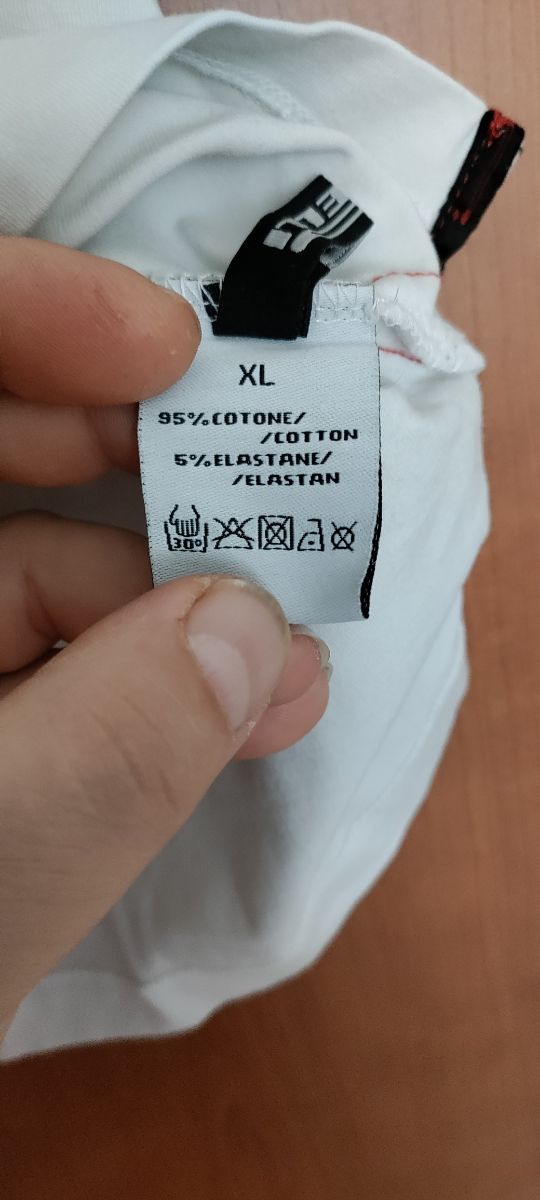 XL
95%COTONE/
/COTTON
5%ELASTANE/
/ELASTAN
30°